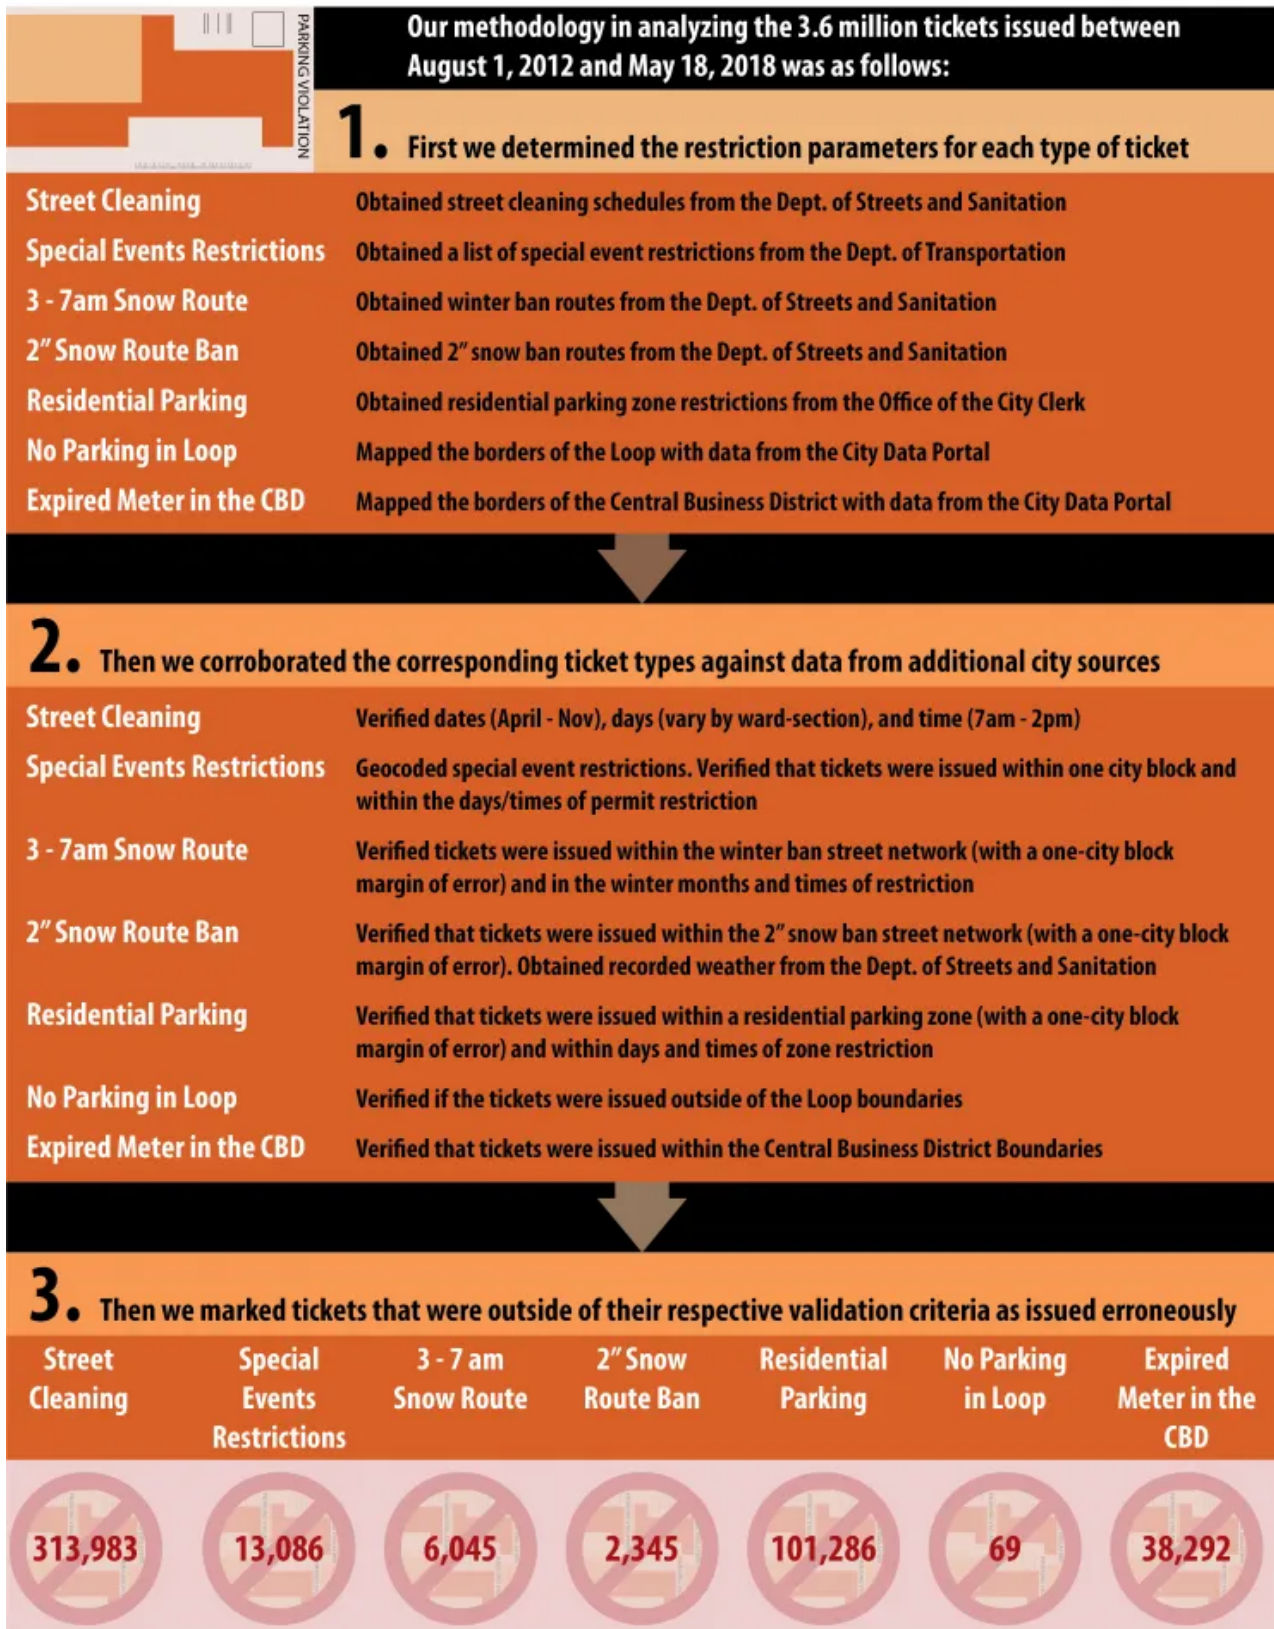 PARKING VIOLATION
Our methodology in analyzing the 3.6 million tickets issued between
August 1, 2012 and May 18, 2018 was as follows:
1. First we determined the restriction parameters for each type of ticket
Street Cleaning Obtained street cleaning schedules from the Dept. of Streets and Sanitation
Special Events Restrictions Obtained a list of special event restrictions from the Dept. of Transportation
3 - 7am Snow Route Obtained winter ban routes from the Dept. of Streets and Sanitation
2" Snow Route Ban Obtained 2" snow ban routes from the Dept. of Streets and Sanitation
Residential Parking Obtained residential parking zone restrictions from the Office of the City Clerk
No Parking in Loop Mapped the borders of the Loop with data from the City Data Portal
Expired Meter in the CBD Mapped the borders of the Central Business District with data from the City Data Portal
2. Then we corroborated the corresponding ticket types against data from additional city sources
Street Cleaning Verified dates (April - Nov), days (vary by ward-section), and time (7am - 2pm)
Special Events Restrictions Geocoded special event restrictions. Verified that tickets were issued within one city block and
within the days/times of permit restriction
3 - 7am Snow Route Verified tickets were issued within the winter ban street network (with a one-city block
margin of error) and in the winter months and times of restriction
2" Snow Route Ban Verified that tickets were issued within the 2" snow ban street network (with a one-city block
margin of error). Obtained recorded weather from the Dept. of Streets and Sanitation
Residential Parking Verified that tickets were issued within a residential parking zone (with a one-city block
margin of error) and within days and times of zone restriction
No Parking in Loop Verified if the tickets were issued outside of the Loop boundaries
Expired Meter in the CBD Verified that tickets were issued within the Central Business District Boundaries
3. Then we marked tickets that were outside of their respective validation criteria as issued erroneously
Street Special 3 - 7 am 2" Snow Residential No Parking Expired
Cleaning Events Snow Route Route Ban Parking in Loop Meter in the
Restrictions CBD
313,983 13,086 6,045 2,345 101,286 69 38,292